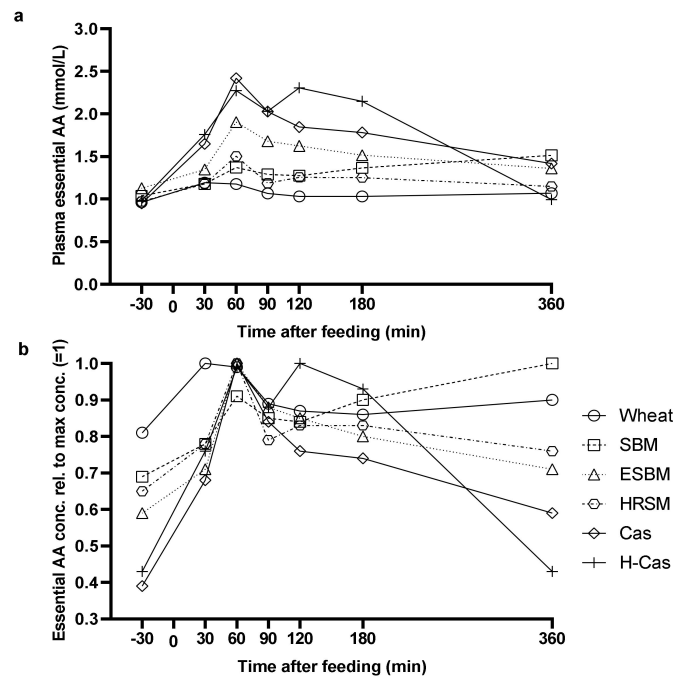 a
Plasma essential AA (mmol/L)
3.0
2.5
2.0
1.5
1.0
0.5
0.0
-30 0 30 60 90 120 180 360
Time after feeding (min)
b
Essential AA conc. rel. to max conc. (=1)
1.0
0.9
0.8
0.7
0.6
0.5
0.4
0.3
-30 0 30 60 90 120 180 360
Time after feeding (min)
Wheat
SBM
ESBM
HRSM
Cas
H-Cas